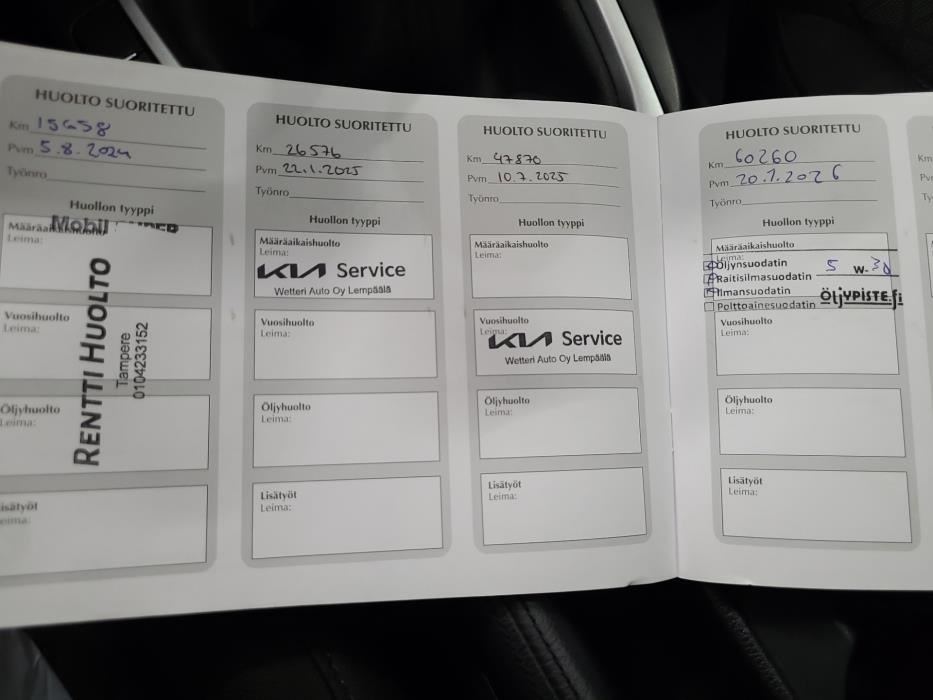 HUOLTO SUORITETTU
Km 15658
Pvm 5.8.2024
Työnro
Huollon tyyppi
Mobil
Leima:
RENTTI HUOLTO
Tampere
0104233152
Vuosihuolto
Leima:
Öljyhuolto
Leima:
HUOLTO SUORITETTU
Km 26576
Pvm 22.1.2025
Työnro
Huollon tyyppi
Määräaikaishuolto
Leima:
KIA Service
Wetteri Auto Oy Lempäälä
Vuosihuolto
Leima:
Öljyhuolto
Leima:
Lisätyöt
Leima:
HUOLTO SUORITETTU
Km 47870
Pvm 10.7.2025
Työnro
Huollon tyyppi
Määräaikaishuolto
Leima:
Vuosihuolto
Leima:
KIA Service
Wetteri Auto Oy Lempäälä
Öljyhuolto
Leima:
Lisätyöt
Leima:
HUOLTO SUORITETTU
Km 60260
Pvm 20.1.2026
Työnro
Huollon tyyppi
Määräaikaishuolto
Leima:
Öljynsuodatin 5 W-30
Raitisilmasuodatin
Ilmansuodatin
Polttoainesuodatin ÖljYPISTE.fi
Vuosihuolto
Leima:
Öljyhuolto
Leima:
Lisätyöt
Leima:
Km